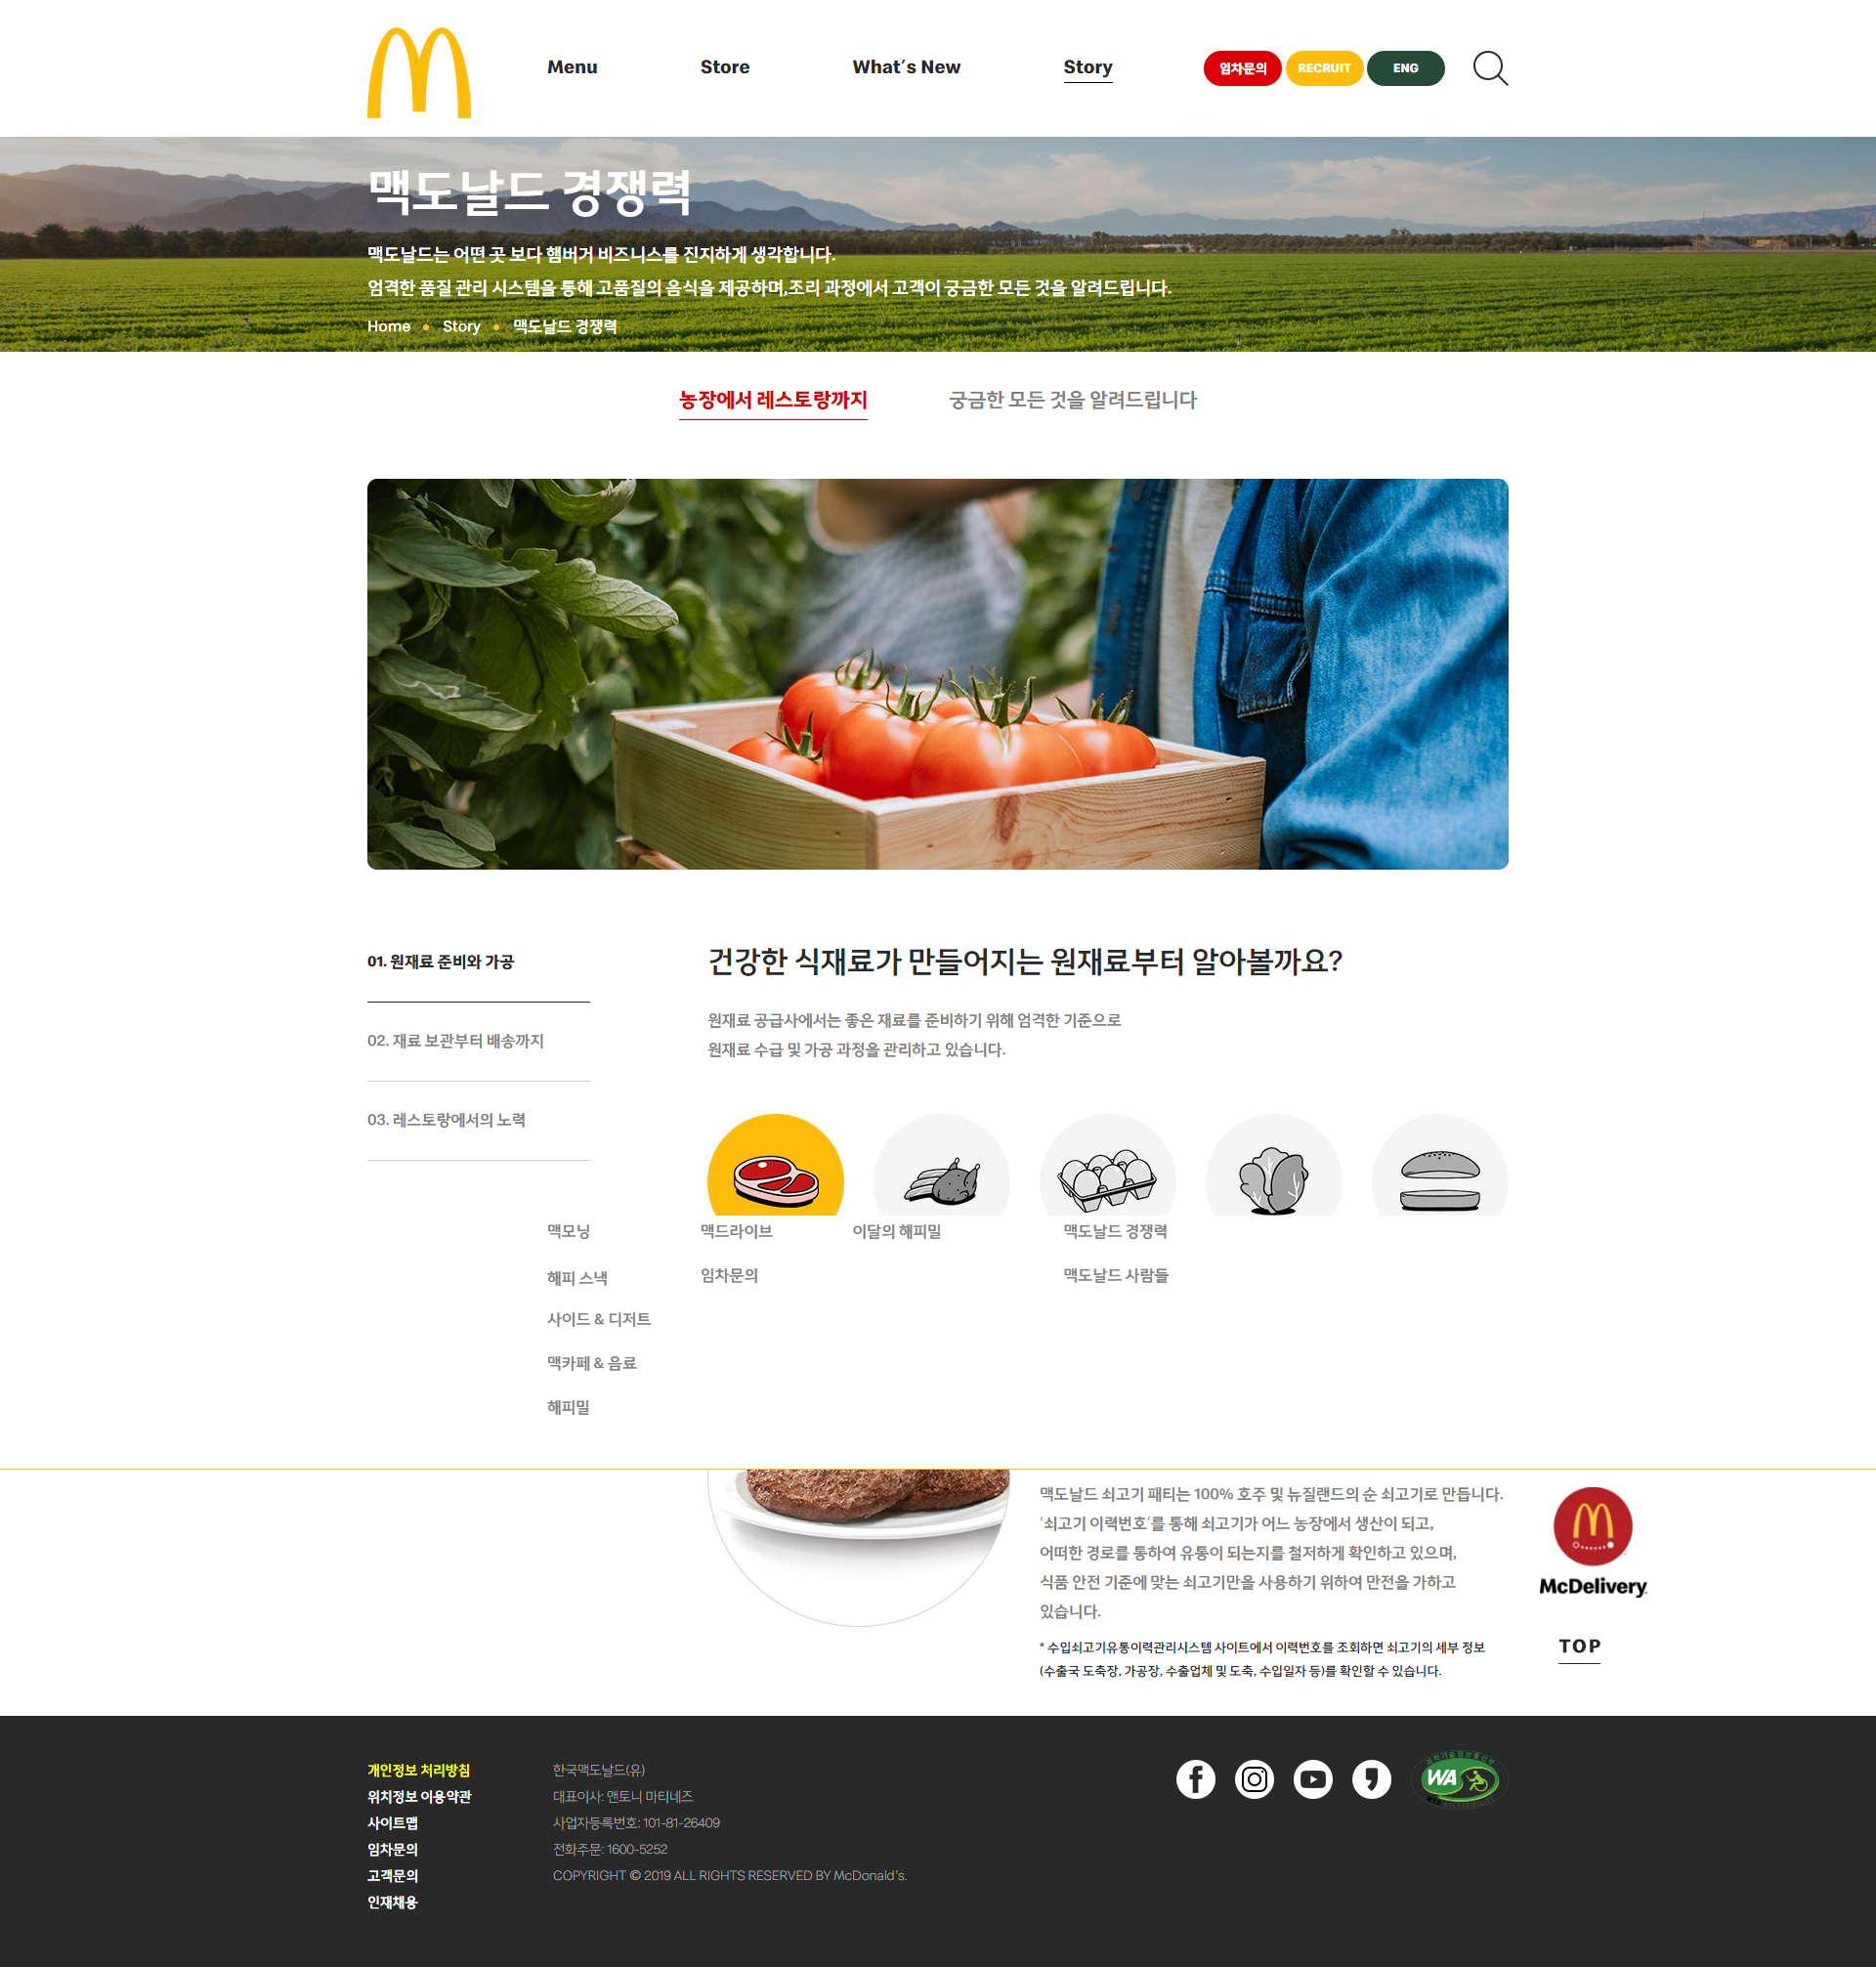 Menu
Store
What's New
Story
임차문의
RECRUIT
ENG
맥도날드 경쟁력
맥도날드는 어떤 곳 보다 햄버거 비즈니스를 진지하게 생각합니다.
엄격한 품질 관리 시스템을 통해 고품질의 음식을 제공하며,조리 과정에서 고객이 궁금한 모든 것을 알려드립니다.
Home • Story • 맥도날드 경쟁력
농장에서 레스토랑까지
궁금한 모든 것을 알려드립니다
01. 원재료 준비와 가공
02. 재료 보관부터 배송까지
03. 레스토랑에서의 노력
건강한 식재료가 만들어지는 원재료부터 알아볼까요?
원재료 공급사에서는 좋은 재료를 준비하기 위해 엄격한 기준으로
원재료 수급 및 가공 과정을 관리하고 있습니다.
맥모닝
해피 스낵
사이드 & 디저트
맥카페 & 음료
해피밀
맥드라이브
임차문의
이달의 해피밀
맥도날드 경쟁력
맥도날드 사람들
맥도날드 쇠고기 패티는 100% 호주 및 뉴질랜드의 순 쇠고기로 만듭니다.
'쇠고기 이력번호'를 통해 쇠고기가 어느 농장에서 생산이 되고,
어떠한 경로를 통하여 유통이 되는지를 철저하게 확인하고 있으며,
식품 안전 기준에 맞는 쇠고기만을 사용하기 위하여 만전을 가하고
있습니다.
* 수입쇠고기유통이력관리시스템 사이트에서 이력번호를 조회하면 쇠고기의 세부 정보
(수출국 도축장, 가공장, 수출업체 및 도축, 수입일자 등)를 확인할 수 있습니다.
McDelivery
TOP
개인정보 처리방침
위치정보 이용약관
사이트맵
임차문의
고객문의
인재채용
한국맥도날드(유)
대표이사: 앤토니 마티네즈
사업자등록번호: 101-81-26409
전화주문: 1600-5252
COPYRIGHT © 2019 ALL RIGHTS RESERVED BY McDonald's.
WA